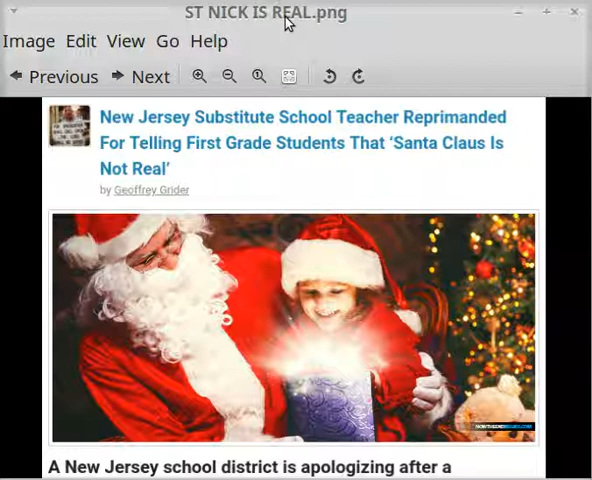 ST NICK IS REAL.png
Image Edit View Go Help
Previous Next
New Jersey Substitute School Teacher Reprimanded
For Telling First Grade Students That ‘Santa Claus Is
Not Real’
by Geoffrey Grider
A New Jersey school district is apologizing after a